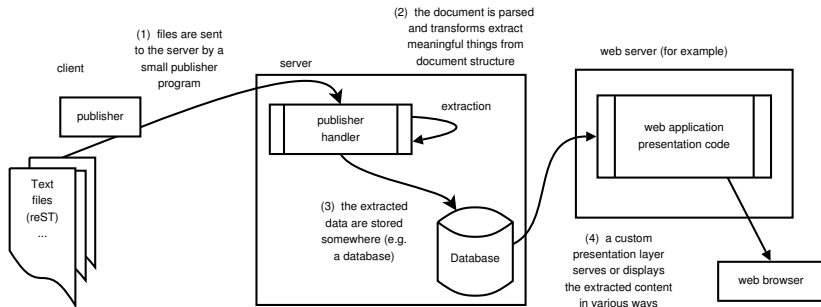 (1) files are sent
to the server by a
small publisher
program
(2) the document is parsed
and transforms extract
meaningful things from
document structure
client
server
web server (for example)
publisher
publisher
handler
extraction
web application
presentation code
Text
files
(reST)
...
(3) the extracted
data are stored
somewhere (e.g.
a database)
Database
(4) a custom
presentation layer
serves or displays
the extracted content
in various ways
web browser